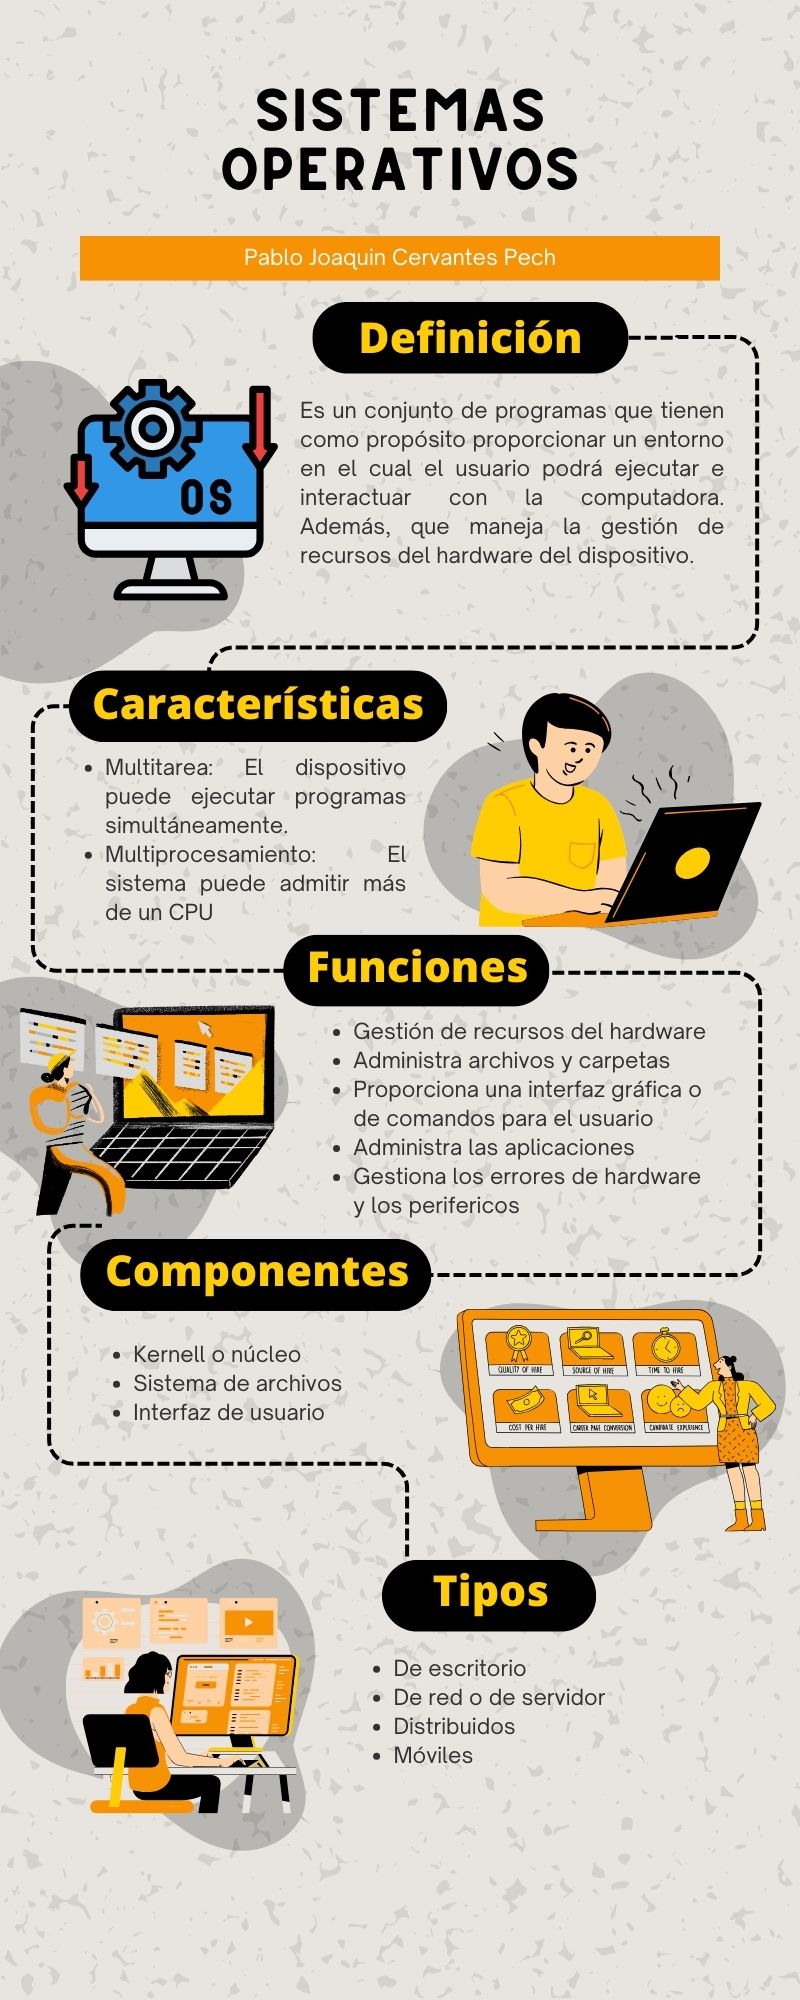 SISTEMAS
OPERATIVOS
Pablo Joaquin Cervantes Pech
Definición
OS
Es un conjunto de programas que tienen
como propósito proporcionar un entorno
en el cual el usuario podrá ejecutar e
interactuar con la computadora.
Además, que maneja la gestión de
recursos del hardware del dispositivo.
Características
• Multitarea: El dispositivo
puede ejecutar programas
simultáneamente.
• Multiprocesamiento: El
sistema puede admitir más
de un CPU
Funciones
• Gestión de recursos del hardware
• Administra archivos y carpetas
• Proporciona una interfaz gráfica o
de comandos para el usuario
• Administra las aplicaciones
• Gestiona los errores de hardware
y los perifericos
Componentes
• Kernell o núcleo
• Sistema de archivos
• Interfaz de usuario
QUALITY OF HIRE
SOURCE OF HIRE
TIME TO HIRE
COST PER HIRE
CAREER PAGE CONVERSION
CANDIDATE EXPERIENCE
Tipos
• De escritorio
• De red o de servidor
• Distribuidos
• Móviles